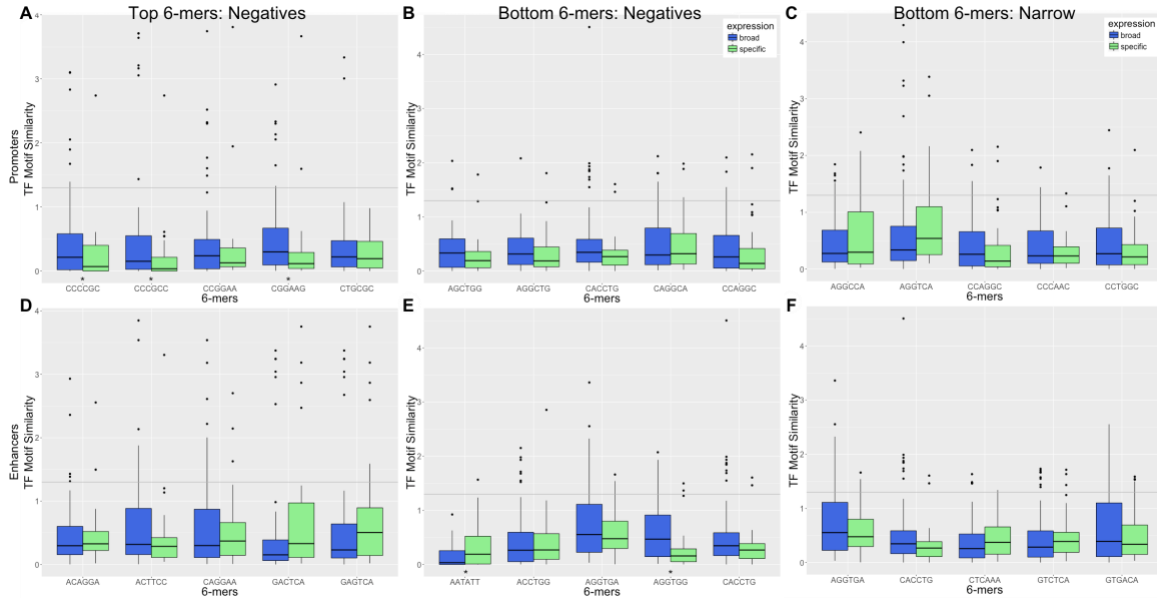 A Top 6-mers: Negatives
B Bottom 6-mers: Negatives
C Bottom 6-mers: Narrow
expression
broad
specific
expression
broad
specific
Promoters
TF Motif Similarity
4
3
2
1
0
CCCCGC CCCGCC CCGGAA CGGAAG CTGCGC
* * *
6-mers
TF Motif Similarity
4
3
2
1
0
AGCTGG AGGCTG CACCTG CAGGCA CCAGGC
6-mers
TF Motif Similarity
4
3
2
1
0
AGGCCA AGGTCA CCAGGC CCCAAC CCTGGC
6-mers
D
E
F
Enhancers
TF Motif Similarity
4
3
2
1
0
ACAGGA ACTTCC CAGGAA GACTCA GAGTCA
6-mers
TF Motif Similarity
4
3
2
1
0
AATATT ACCTGG AGGTGA AGGTGG CACCTG
* *
6-mers
TF Motif Similarity
4
3
2
1
0
AGGTGA CACCTG CTCAAA GTCTCA GTGACA
6-mers